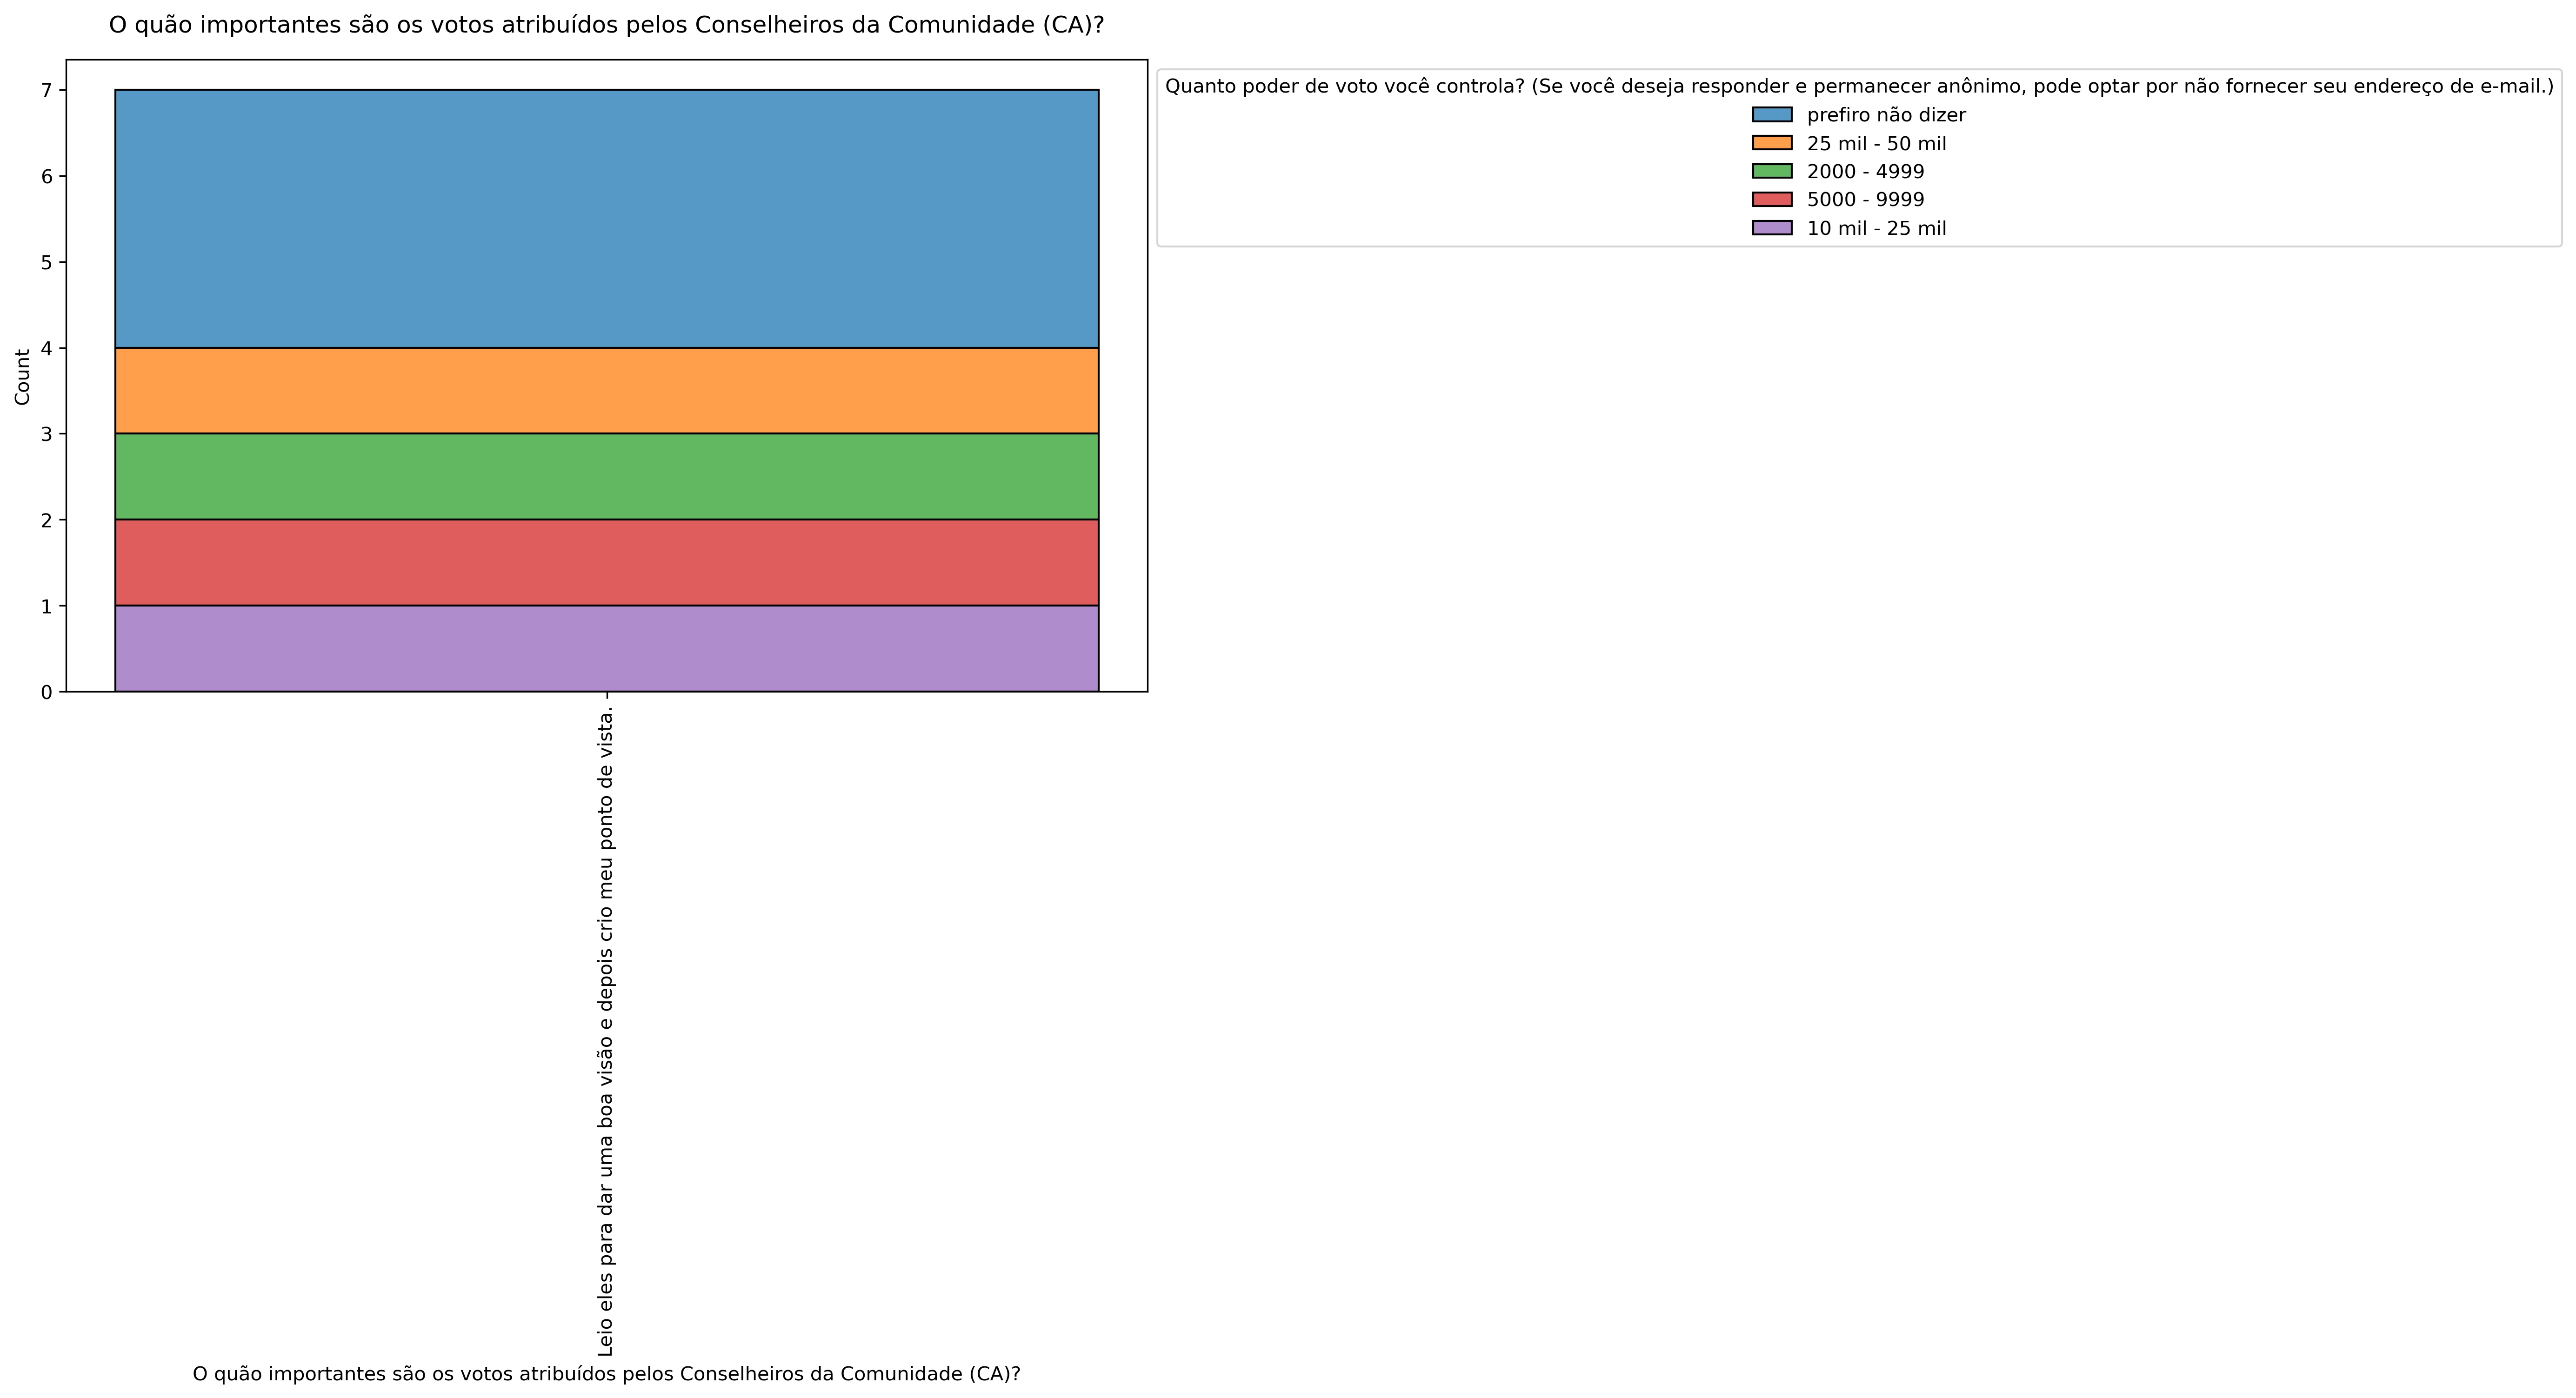 O quão importantes são os votos atribuídos pelos Conselheiros da Comunidade (CA)?
Quanto poder de voto você controla? (Se você deseja responder e permanecer anônimo, pode optar por não fornecer seu endereço de e-mail.)
prefiro não dizer
25 mil - 50 mil
2000 - 4999
5000 - 9999
10 mil - 25 mil
Count
7
6
5
4
3
2
1
0
Leio eles para dar uma boa visão e depois crio meu ponto de vista.
O quão importantes são os votos atribuídos pelos Conselheiros da Comunidade (CA)?